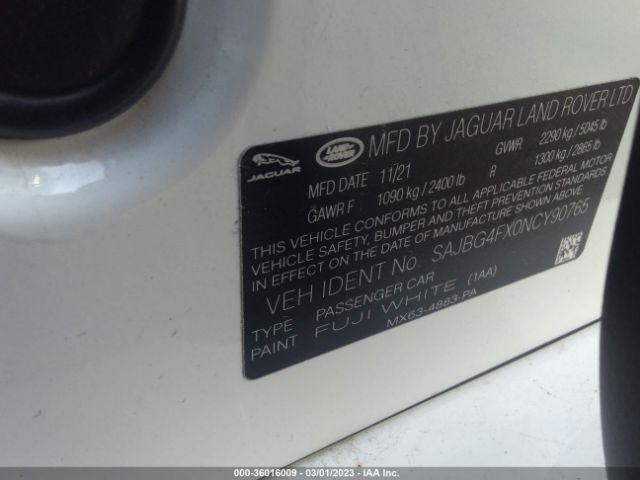 JAGUAR
LAND-
ROVER
MFD BY JAGUAR LAND ROVER LTD
MFD DATE 11/21 GVWR 2290 kg / 5045 lb
GAWR F 1090 kg / 2400 lb R 1300 kg / 2865 lb
THIS VEHICLE CONFORMS TO ALL APPLICABLE FEDERAL MOTOR
VEHICLE SAFETY, BUMPER AND THEFT PREVENTION STANDARDS
IN EFFECT ON THE DATE OF MANUFACTURE SHOWN ABOVE
VEH IDENT No. SAJBG4FX0NCY90765
TYPE PASSENGER CAR
PAINT FUJI WHITE (1AA)
MX63-4883-PA
000-36016009 • 03/01/2023 • IAA Inc.